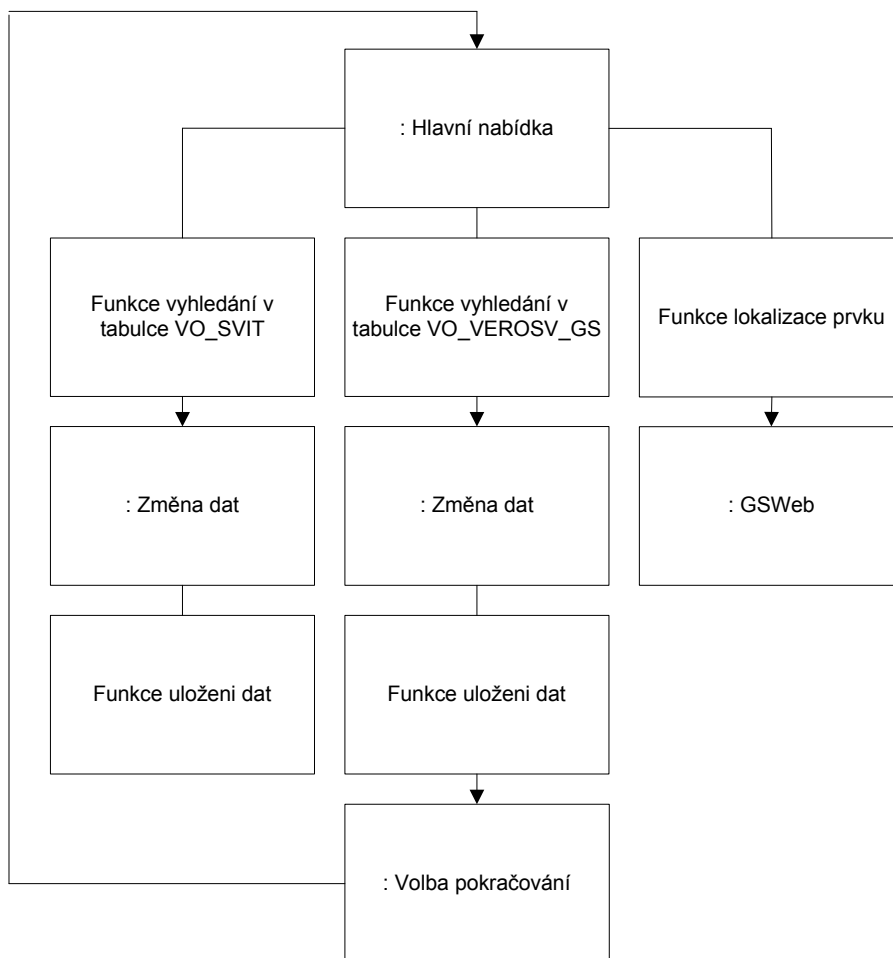 : Hlavní nabídka
Funkce vyhledání v
tabulce VO_SVIT
Funkce vyhledání v
tabulce VO_VEROSV_GS
Funkce lokalizace prvku
: Změna dat
: Změna dat
: GSWeb
Funkce uloženi dat
Funkce uloženi dat
: Volba pokračování